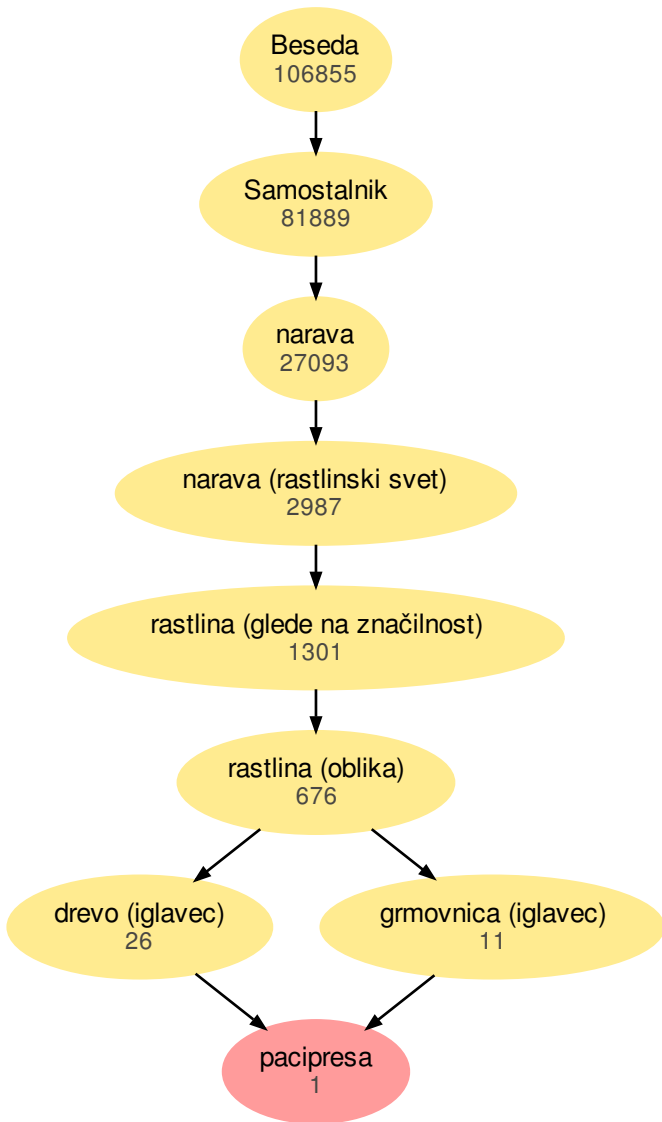 Beseda
106855
Samostalnik
81889
narava
27093
narava (rastlinski svet)
2987
rastlina (glede na značilnost)
1301
rastlina (oblika)
676
drevo (iglavec)
26
grmovnica (iglavec)
11
pacipresa
1